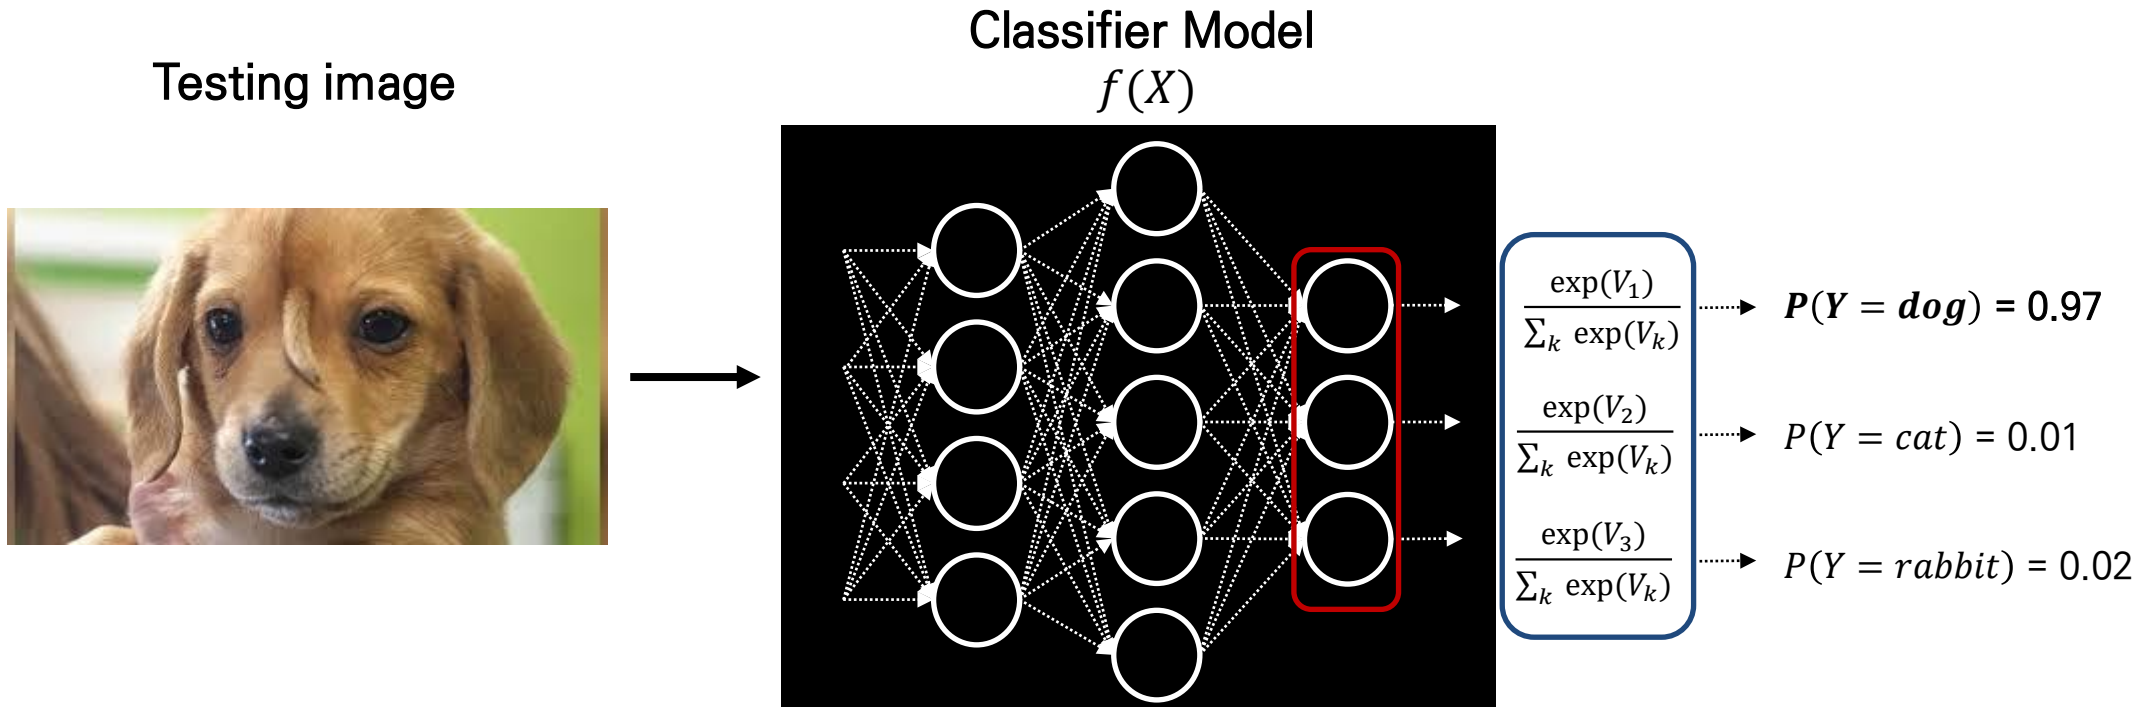 Testing image
Classifier Model
f(X)
exp(V₁)
∑ₖ exp(Vₖ)
P(Y = dog) = 0.97
exp(V₂)
∑ₖ exp(Vₖ)
P(Y = cat) = 0.01
exp(V₃)
∑ₖ exp(Vₖ)
P(Y = rabbit) = 0.02